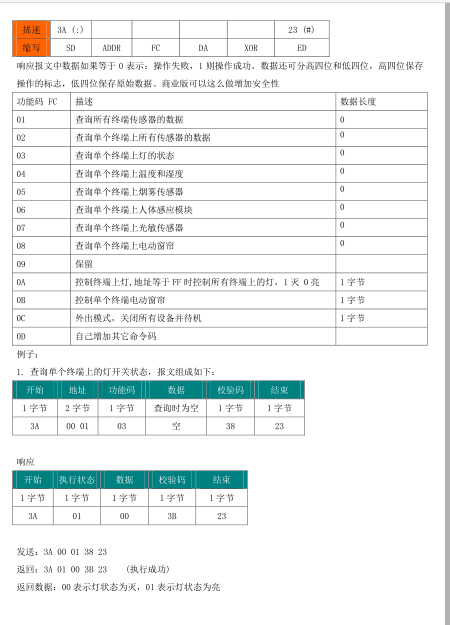 描述 3A (:) 23 (#)
缩写 SD ADDR FC DA XOR ED
响应报文中数据如果等于 0 表示: 操作失败, 1 则操作成功。数据还可分高四位和低四位, 高四位保存
操作的标志, 低四位保存原始数据。商业版可以这么做增加安全性
功能码 FC 描述 数据长度
01 查询所有终端传感器的数据 0
02 查询单个终端上所有传感器的数据 0
03 查询单个终端上灯的状态 0
04 查询单个终端上温度和湿度 0
05 查询单个终端上烟雾传感器 0
06 查询单个终端上人体感应模块 0
07 查询单个终端上光敏传感器 0
08 查询单个终端上电动窗帘 0
09 保留
0A 控制终端上灯,地址等于 FF 时控制所有终端上的灯, 1 灭 0 亮 1 字节
0B 控制单个终端电动窗帘 1 字节
0C 外出模式, 关闭所有设备并待机 1 字节
0D 自己增加其它命令码
例子:
1. 查询单个终端上的灯开关状态, 报文组成如下:
开始 地址 功能码 数据 校验码 结束
1 字节 2 字节 1 字节 查询时为空 1 字节 1 字节
3A 00 01 03 空 38 23
响应
开始 执行状态 数据 校验码 结束
1 字节 1 字节 1 字节 1 字节 1 字节
3A 01 00 3B 23
发送: 3A 00 01 38 23
返回: 3A 01 00 3B 23 (执行成功)
返回数据: 00 表示灯状态为灭, 01 表示灯状态为亮